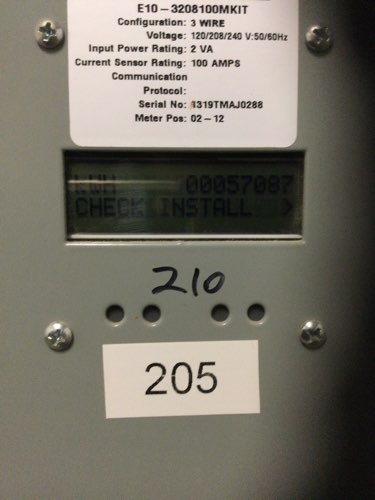 E10-3208100MKIT
Configuration: 3 WIRE
Voltage: 120/208/240 V:50/60Hz
Input Power Rating: 2 VA
Current Sensor Rating: 100 AMPS
Communication
Protocol:
Serial No: 1319TMAJ0288
Meter Pos: 02-12
kWH 00057087
CHECK INSTALL >
210
205